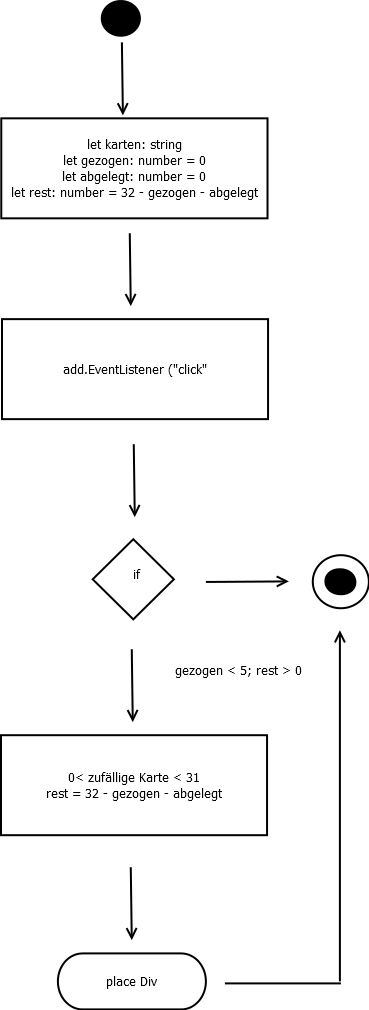 let karten: string
let gezogen: number = 0
let abgelegt: number = 0
let rest: number = 32 - gezogen - abgelegt
add.EventListener ("click"
if
gezogen < 5; rest > 0
0< zufällige Karte < 31
rest = 32 - gezogen - abgelegt
place Div